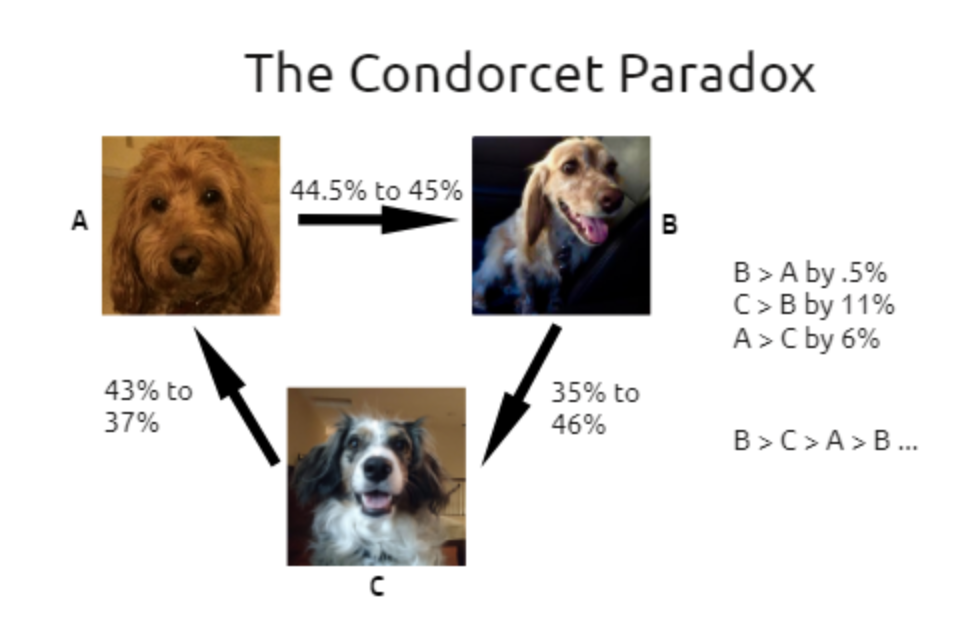 The Condorcet Paradox
44.5% to 45%
A
B
B > A by .5%
C > B by 11%
A > C by 6%
43% to
37%
35% to
46%
B > C > A > B ...
C